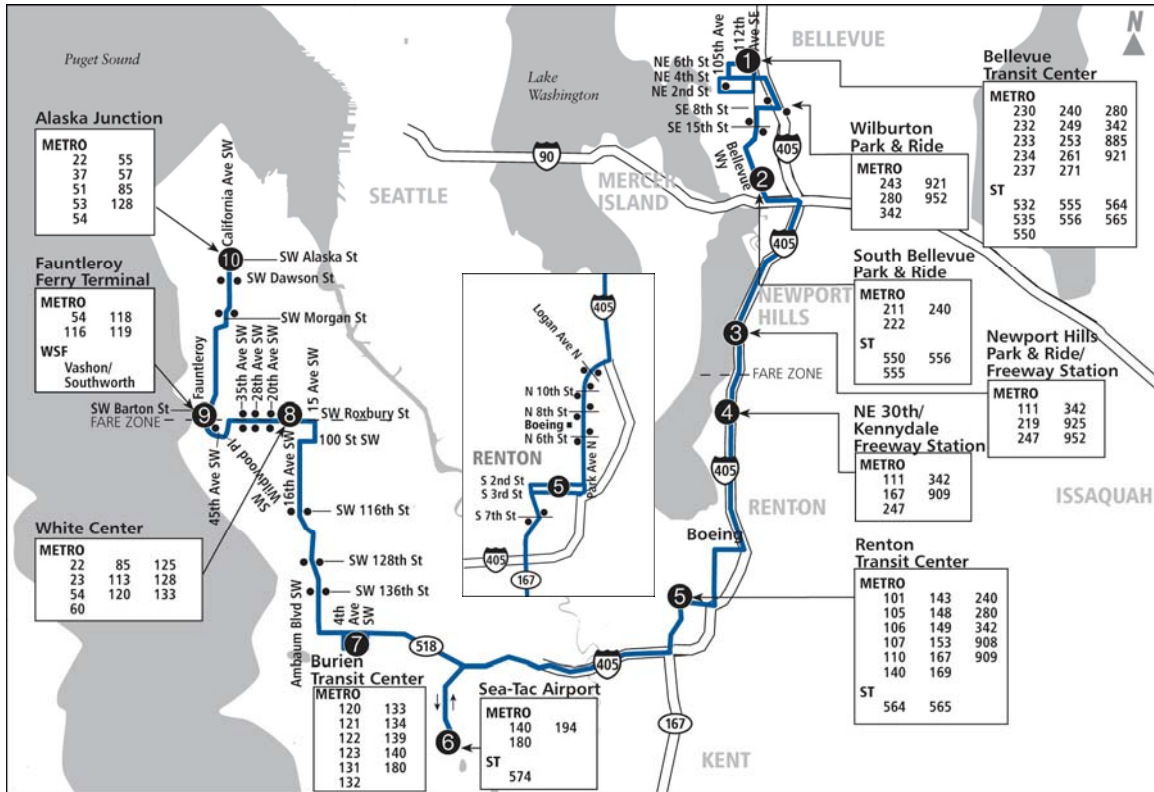 Puget Sound
Lake
Washington
BELLEVUE
N
105th Ave
112th
Ave SE
NE 6th St
NE 4th St
NE 2nd St
SE 8th St
SE 15th St
Bellevue
Wy
1
2
405
90
SEATTLE
MERCER
ISLAND
405
NEWPORT
HILLS
3
FARE ZONE
4
405
RENTON
ISSAQUAH
Boeing
5
405
167
KENT
518
6
7
8
9
10
Bellevue
Transit Center
METRO
230 240 280
232 249 342
233 253 885
234 261 921
237 271
ST
532 555 564
535 556 565
550
Wilburton
Park & Ride
METRO
243 921
280 952
342
South Bellevue
Park & Ride
METRO
211 240
222
ST
550 556
555
Newport Hills
Park & Ride/
Freeway Station
METRO
111 342
219 925
247 952
NE 30th/
Kennydale
Freeway Station
METRO
111 342
167 909
247
Renton
Transit Center
METRO
101 143 240
105 148 280
106 149 342
107 153 908
110 167 909
140 169
ST
564 565
Sea-Tac Airport
METRO
140 194
180
ST
574
Burien
Transit Center
METRO
120 133
121 134
122 139
123 140
131 180
132
Alaska Junction
METRO
22 55
37 57
51 85
53 128
54
Fauntleroy
Ferry Terminal
METRO
54 118
116 119
WSF
Vashon/
Southworth
White Center
METRO
22 85 125
23 113 128
54 120 133
60
California Ave SW
SW Alaska St
SW Dawson St
SW Morgan St
Fauntleroy
SW Barton St
FARE ZONE
35th Ave SW
28th Ave SW
20th Ave SW
15 Ave SW
SW Roxbury St
100 St SW
45th Ave SW
SW
Wildwood Pl
16th Ave SW
SW 116th St
SW 128th St
SW 136th St
Ambaum Blvd SW
4th
Ave
SW
405
Logan Ave N
N 10th St
N 8th St
Boeing
N 6th St
Park Ave N
RENTON
S 2nd St
S 3rd St
5
S 7th St
405
167